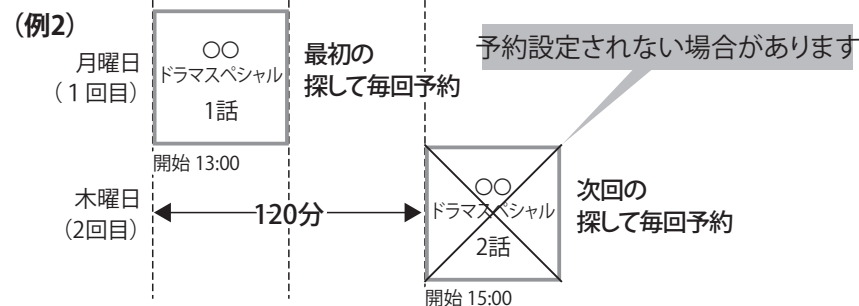 （例2）
月曜日
（１回目）
○○
ドラマスペシャル
1話
最初の
探して毎回予約
予約設定されない場合があります
開始 13:00
木曜日
（2回目）
120分
○○
ドラマスペシャル
2話
次回の
探して毎回予約
開始 15:00